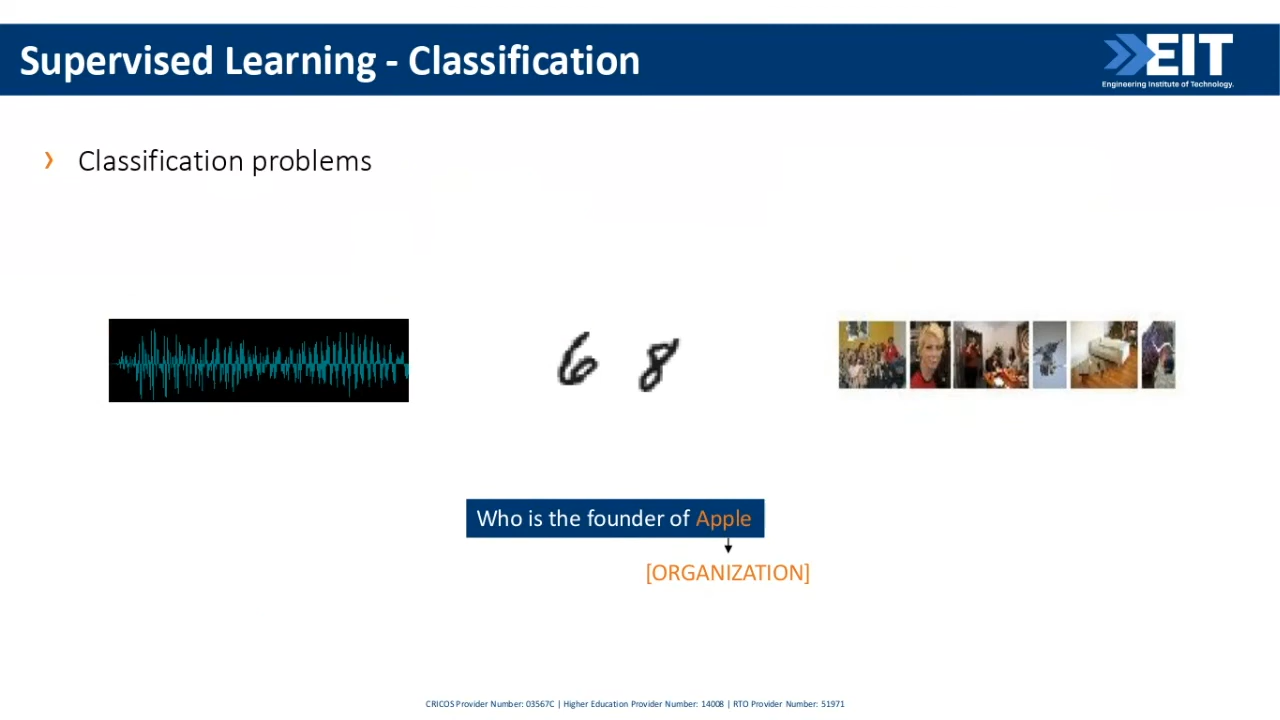 Supervised Learning - Classification
EIT
Engineering Institute of Technology.
› Classification problems
6 8
Who is the founder of Apple
[ORGANIZATION]
CRICOS Provider Number: 03567C | Higher Education Provider Number: 14008 | RTO Provider Number: 51971